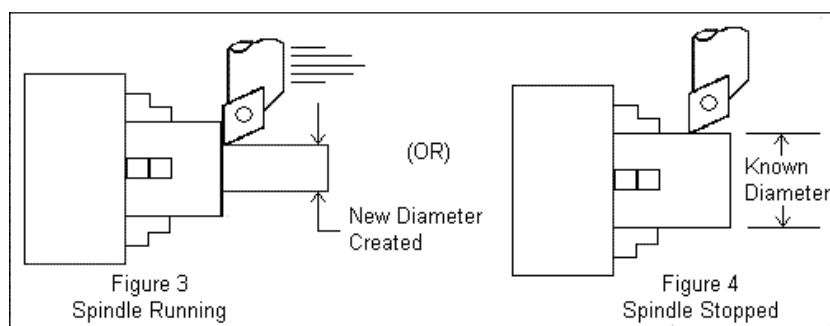 (OR)
New Diameter
Created
Known
Diameter
Figure 3
Spindle Running
Figure 4
Spindle Stopped